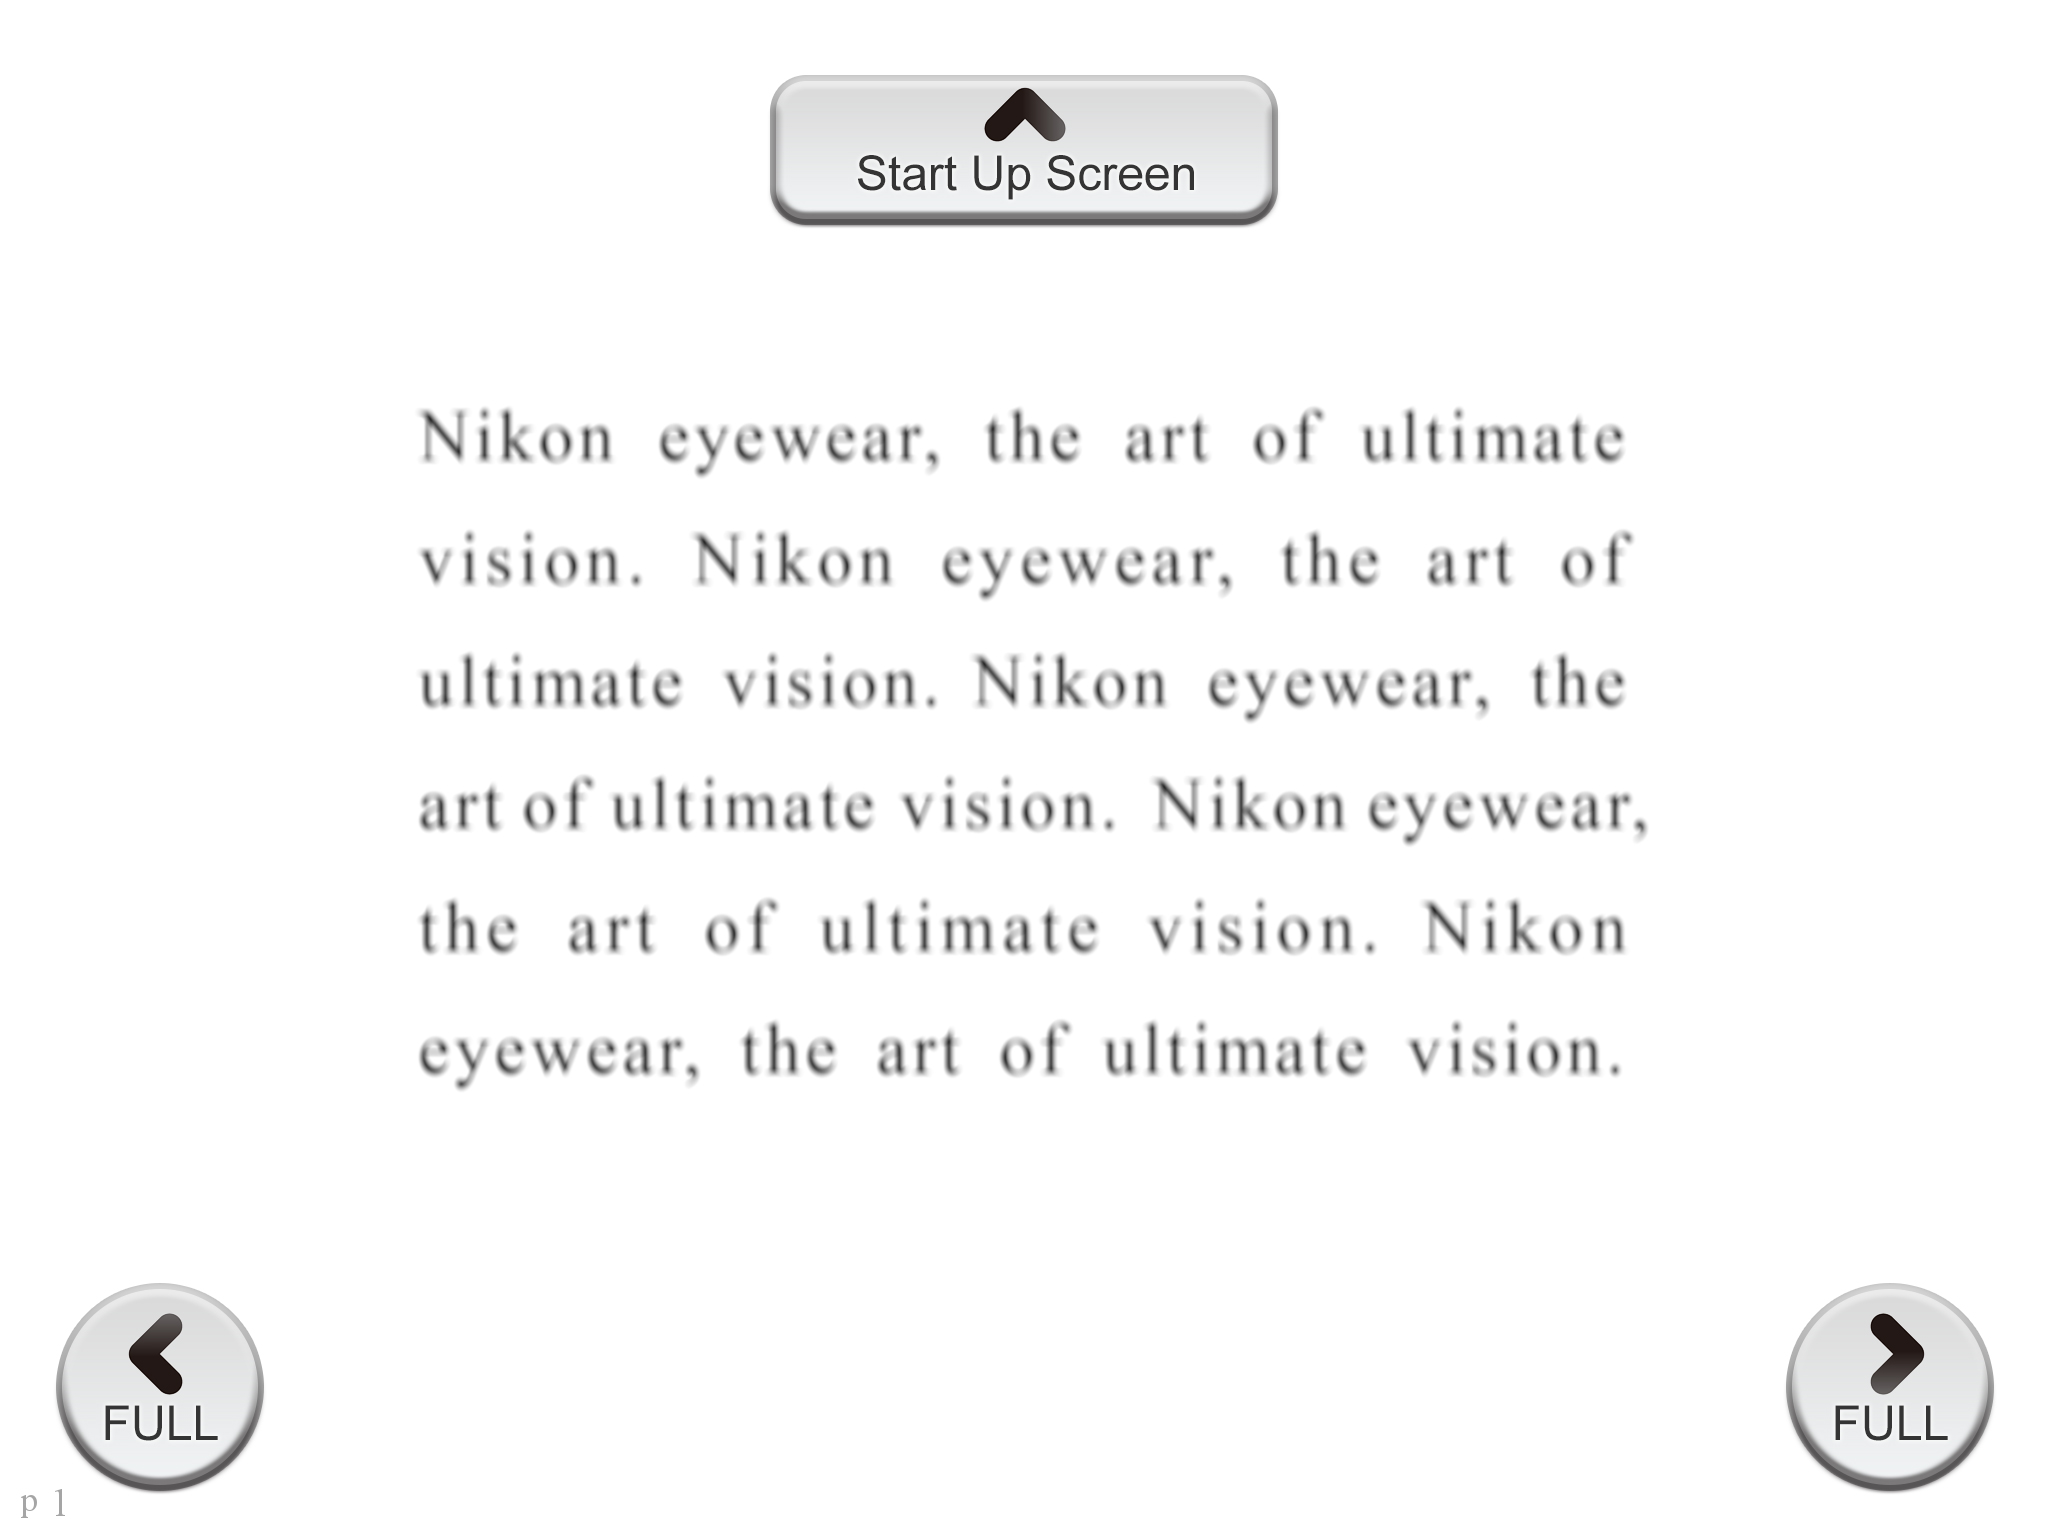 Start Up Screen
Nikon eyewear, the art of ultimate
vision. Nikon eyewear, the art of
ultimate vision. Nikon eyewear, the
art of ultimate vision. Nikon eyewear,
the art of ultimate vision. Nikon
eyewear, the art of ultimate vision.
FULL
FULL
p 1